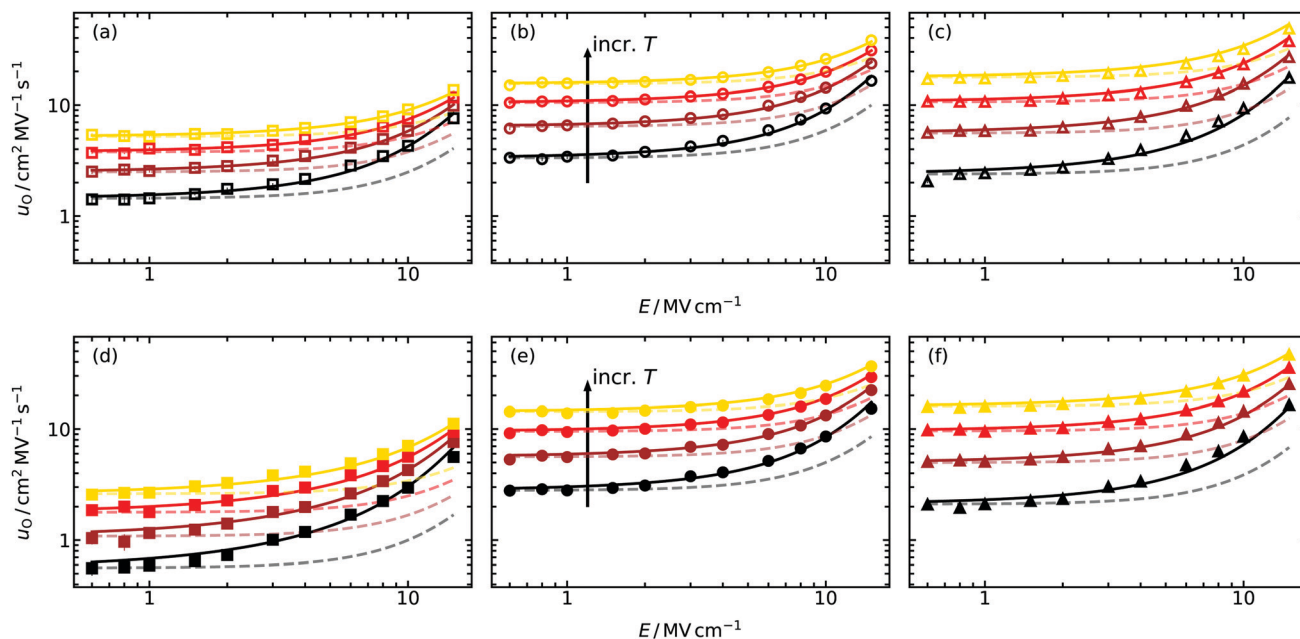 (a)
(b)
(c)
incr. T
u_O / cm² MV⁻¹ s⁻¹
10
1
1
10
1
10
1
10
E / MV cm⁻¹
(d)
(e)
(f)
incr. T
u_O / cm² MV⁻¹ s⁻¹
10
1
1
10
1
10
1
10
E / MV cm⁻¹